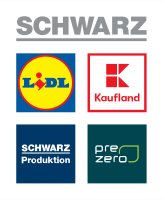 SCHWARZ
LIDL
Kaufland
SCHWARZ
Produktion
pre
zero